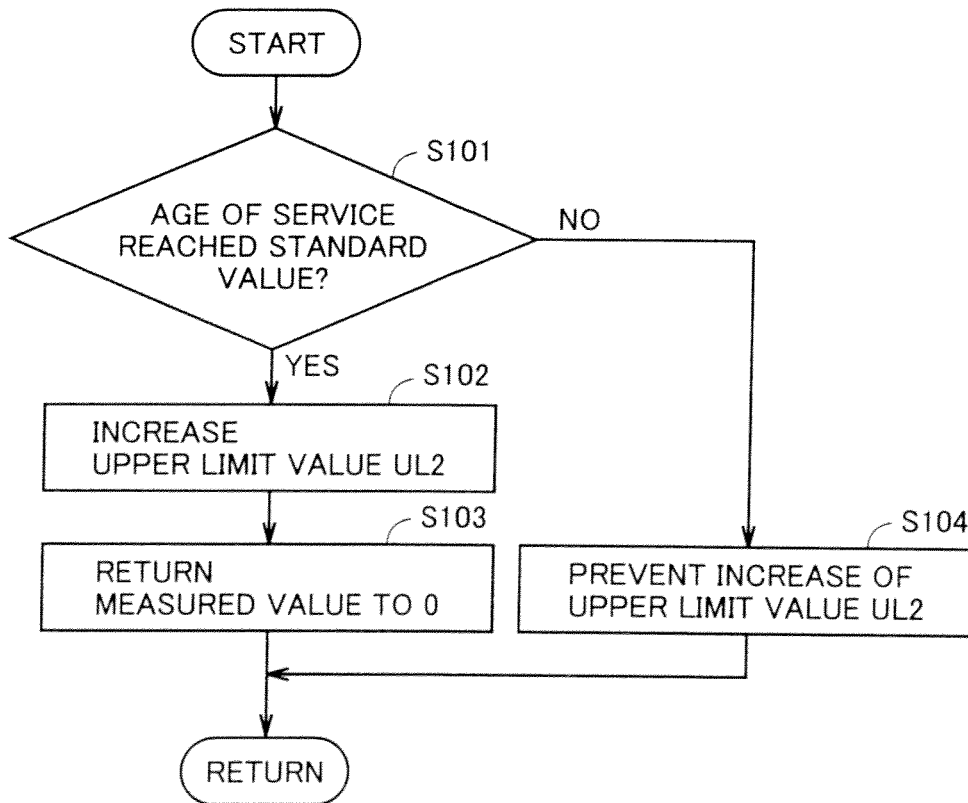 START
S101
AGE OF SERVICE
REACHED STANDARD
VALUE?
NO
YES
S102
INCREASE
UPPER LIMIT VALUE UL2
S103
RETURN
MEASURED VALUE TO 0
S104
PREVENT INCREASE OF
UPPER LIMIT VALUE UL2
RETURN